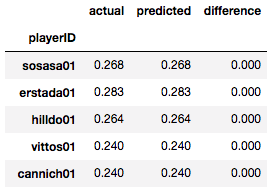 actual predicted difference
playerID
sosasa01 0.268 0.268 0.000
erstada01 0.283 0.283 0.000
hilldo01 0.264 0.264 0.000
vittos01 0.240 0.240 0.000
cannich01 0.240 0.240 0.000